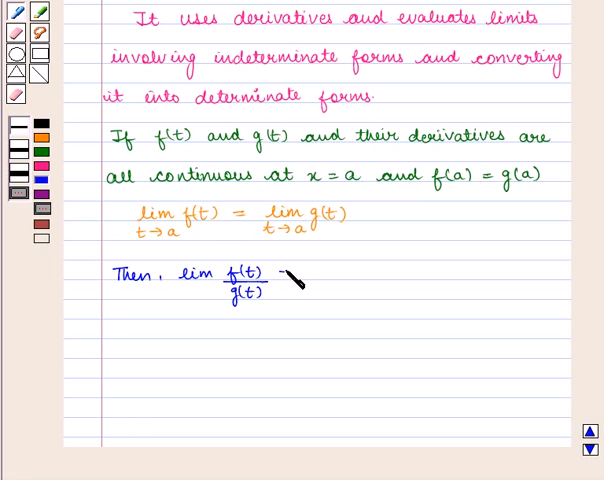 It uses derivatives and evaluates limits
involving indeterminate forms and converting
it into determinate forms.
If f(t) and g(t) and their derivatives are
all continuous at x = a and f(a) = g(a)
lim f(t) = lim g(t)
t→a t→a
Then, lim f(t)
g(t)